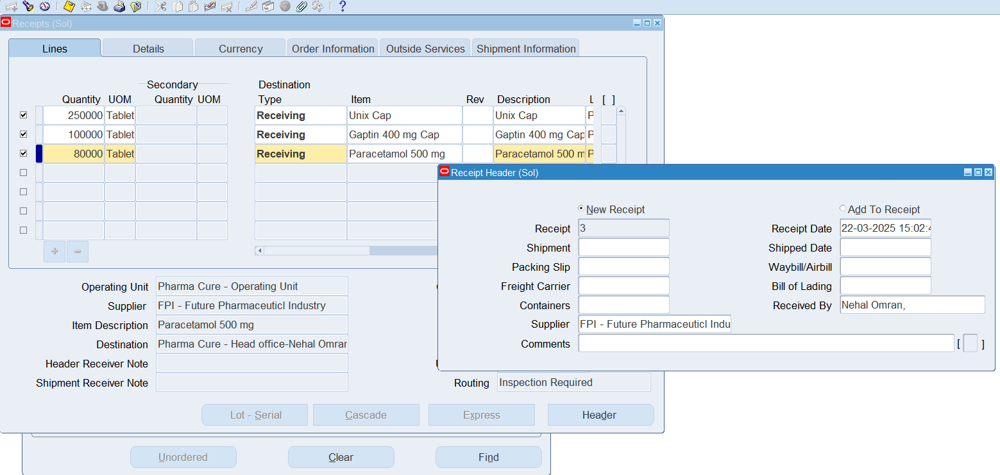 Receipts (Sol)
Lines Details Currency Order Information Outside Services Shipment Information
Secondary Destination
Quantity UOM Quantity UOM Type Item Rev Description L [ ]
250000 Tablet Receiving Unix Cap Unix Cap P
100000 Tablet Receiving Gaptin 400 mg Cap Gaptin 400 mg Cap P
80000 Tablet Receiving Paracetamol 500 mg Paracetamol 500 m P
Operating Unit Pharma Cure - Operating Unit
Supplier FPI - Future Pharmaceuticl Industry
Item Description Paracetamol 500 mg
Destination Pharma Cure - Head office-Nehal Omran
Header Receiver Note
Shipment Receiver Note
Routing Inspection Required
Lot - Serial Cascade Express Header
Unordered Clear Find
Receipt Header (Sol)
New Receipt Add To Receipt
Receipt 3 Receipt Date 22-03-2025 15:02:4
Shipment Shipped Date
Packing Slip Waybill/Airbill
Freight Carrier Bill of Lading
Containers Received By Nehal Omran,
Supplier FPI - Future Pharmaceuticl Indu
Comments [ ]